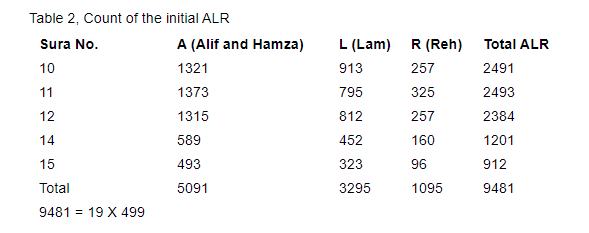 Table 2, Count of the initial ALR
Sura No. A (Alif and Hamza) L (Lam) R (Reh) Total ALR
10 1321 913 257 2491
11 1373 795 325 2493
12 1315 812 257 2384
14 589 452 160 1201
15 493 323 96 912
Total 5091 3295 1095 9481
9481 = 19 X 499